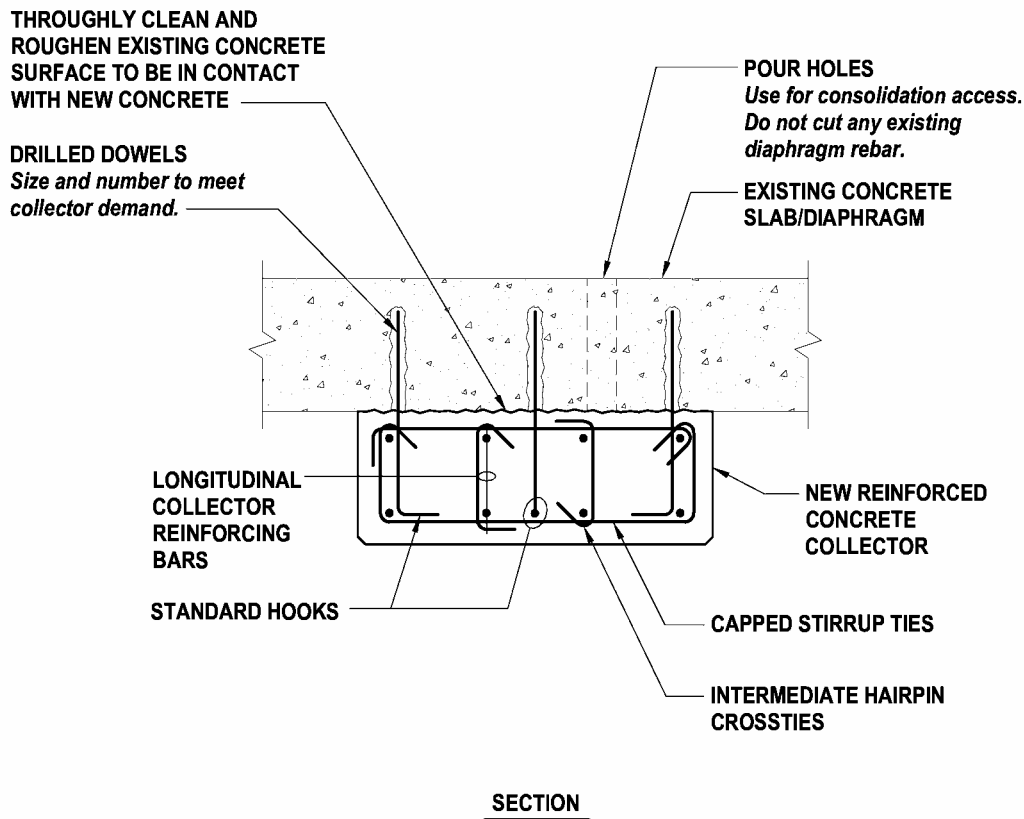 THROUGHLY CLEAN AND
ROUGHEN EXISTING CONCRETE
SURFACE TO BE IN CONTACT
WITH NEW CONCRETE
DRILLED DOWELS
Size and number to meet
collector demand.
POUR HOLES
Use for consolidation access.
Do not cut any existing
diaphragm rebar.
EXISTING CONCRETE
SLAB/DIAPHRAGM
LONGITUDINAL
COLLECTOR
REINFORCING
BARS
STANDARD HOOKS
NEW REINFORCED
CONCRETE
COLLECTOR
CAPPED STIRRUP TIES
INTERMEDIATE HAIRPIN
CROSSTIES
SECTION